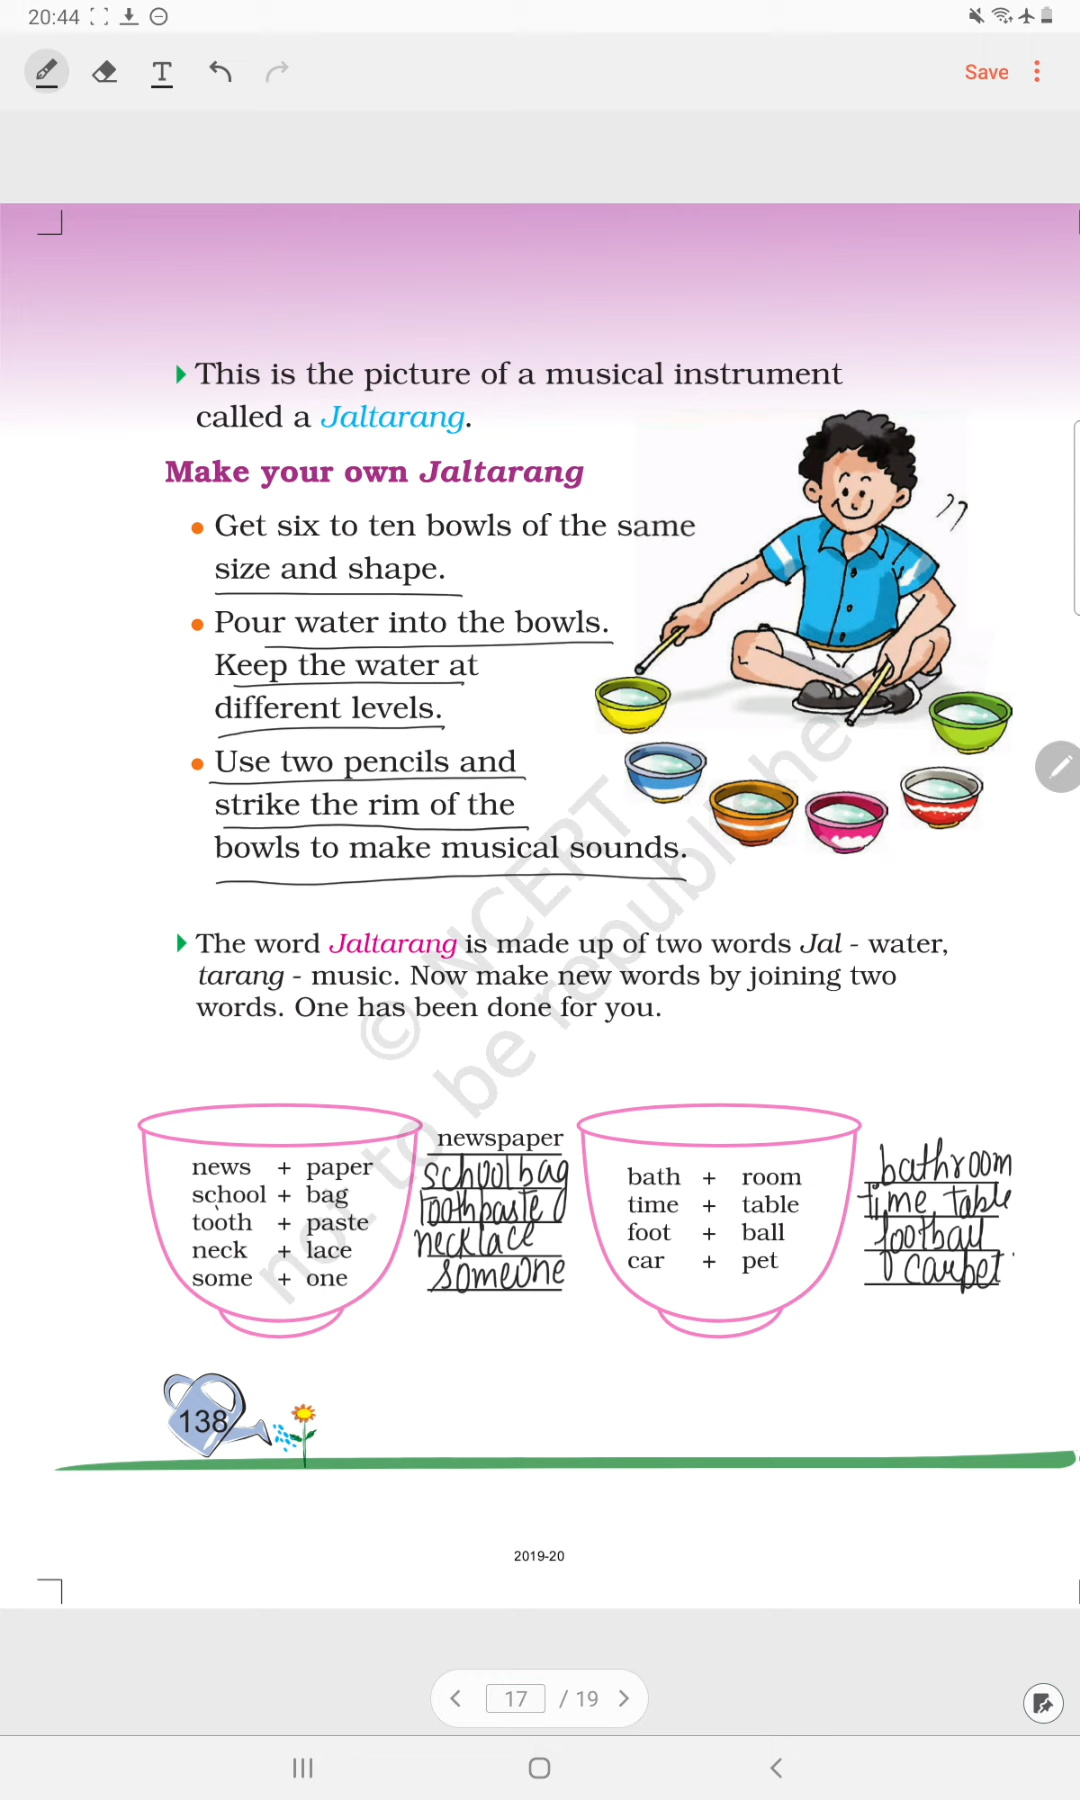 20:44
Save
This is the picture of a musical instrument
called a Jaltarang.
Make your own Jaltarang
Get six to ten bowls of the same
size and shape.
Pour water into the bowls.
Keep the water at
different levels.
Use two pencils and
strike the rim of the
bowls to make musical sounds.
The word Jaltarang is made up of two words Jal - water,
tarang - music. Now make new words by joining two
words. One has been done for you.
news + paper newspaper
school + bag school bag
tooth + paste Toothpaste
neck + lace necklace
some + one someone
bath + room bathroom
time + table time table
foot + ball football
car + pet carpet
© NCERT
not to be republished
138
2019-20
17 / 19